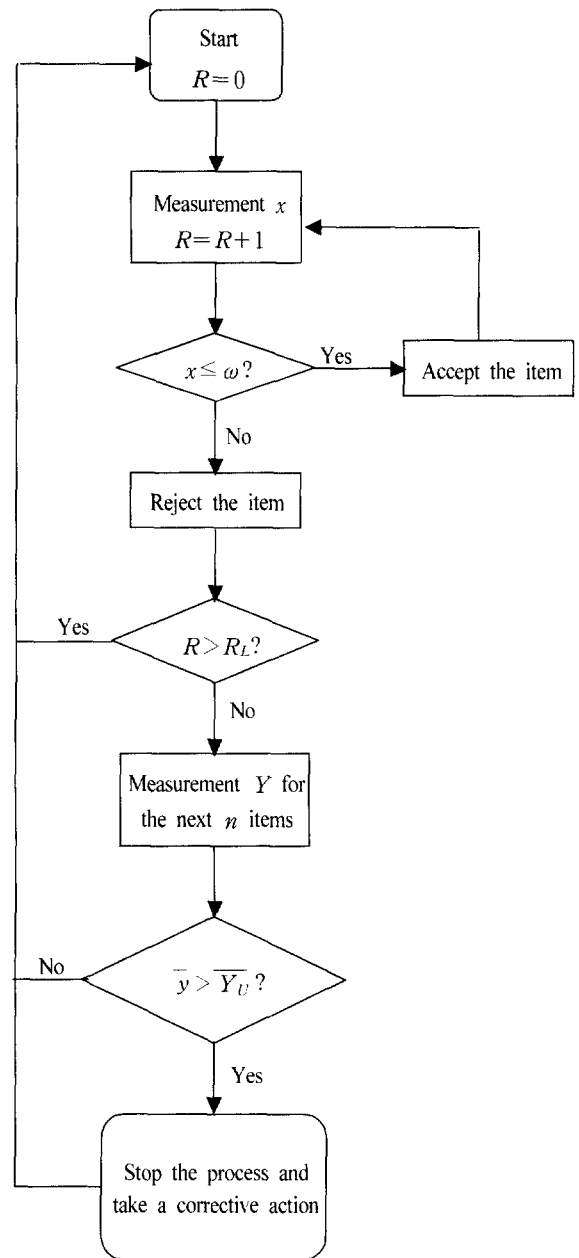 Start
R=0
Measurement x
R=R+1
x≤ ω?
Yes
Accept the item
No
Reject the item
Yes
R>R_L?
No
Measurement Y for
the next n items
No
y̅ > Y̅_U ?
Yes
Stop the process and
take a corrective action